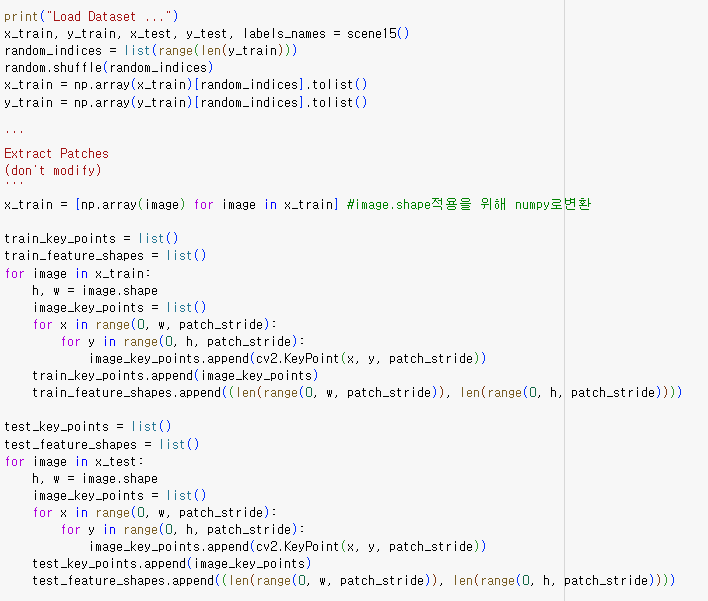 print("Load Dataset ...")
x_train, y_train, x_test, y_test, labels_names = scene15()
random_indices = list(range(len(y_train)))
random.shuffle(random_indices)
x_train = np.array(x_train)[random_indices].tolist()
y_train = np.array(y_train)[random_indices].tolist()
'''
Extract Patches
(don't modify)
'''
x_train = [np.array(image) for image in x_train] #image.shape적용을 위해 numpy로변환
train_key_points = list()
train_feature_shapes = list()
for image in x_train:
    h, w = image.shape
    image_key_points = list()
    for x in range(0, w, patch_stride):
        for y in range(0, h, patch_stride):
            image_key_points.append(cv2.KeyPoint(x, y, patch_stride))
    train_key_points.append(image_key_points)
    train_feature_shapes.append((len(range(0, w, patch_stride)), len(range(0, h, patch_stride))))
test_key_points = list()
test_feature_shapes = list()
for image in x_test:
    h, w = image.shape
    image_key_points = list()
    for x in range(0, w, patch_stride):
        for y in range(0, h, patch_stride):
            image_key_points.append(cv2.KeyPoint(x, y, patch_stride))
    test_key_points.append(image_key_points)
    test_feature_shapes.append((len(range(0, w, patch_stride)), len(range(0, h, patch_stride))))